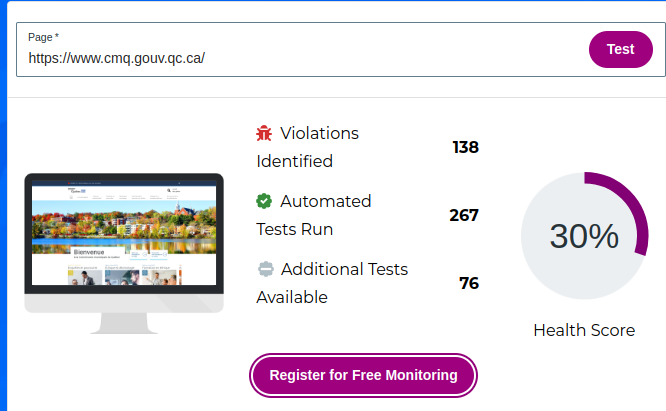 Page *
https://www.cmq.gouv.qc.ca/
Test
Violations
Identified
138
Automated
Tests Run
267
Additional Tests
Available
76
30%
Health Score
Bienvenue
Register for Free Monitoring